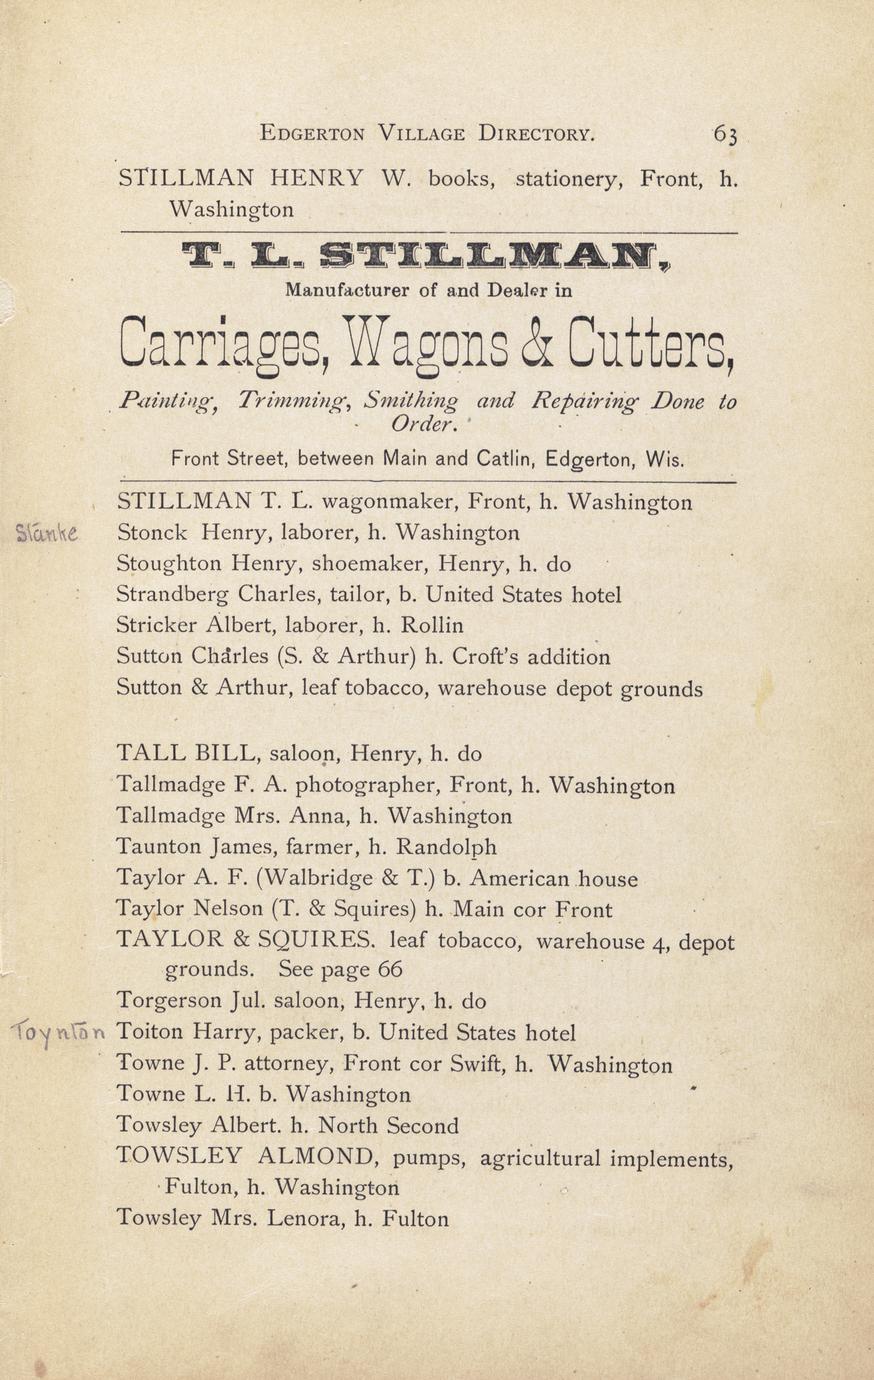 EDGERTON VILLAGE DIRECTORY. 63
STILLMAN HENRY W. books, stationery, Front, h.
Washington
T. L. STILLMAN,
Manufacturer of and Dealer in
Carriages, Wagons & Cutters,
Painting, Trimming, Smithing and Repairing Done to
Order.
Front Street, between Main and Catlin, Edgerton, Wis.
STILLMAN T. L. wagonmaker, Front, h. Washington
Stanke Stonck Henry, laborer, h. Washington
Stoughton Henry, shoemaker, Henry, h. do
Strandberg Charles, tailor, b. United States hotel
Stricker Albert, laborer, h. Rollin
Sutton Charles (S. & Arthur) h. Croft's addition
Sutton & Arthur, leaf tobacco, warehouse depot grounds
TALL BILL, saloon, Henry, h. do
Tallmadge F. A. photographer, Front, h. Washington
Tallmadge Mrs. Anna, h. Washington
Taunton James, farmer, h. Randolph
Taylor A. F. (Walbridge & T.) b. American house
Taylor Nelson (T. & Squires) h. Main cor Front
TAYLOR & SQUIRES. leaf tobacco, warehouse 4, depot
grounds. See page 66
Torgerson Jul. saloon, Henry, h. do
Toynton Toiton Harry, packer, b. United States hotel
Towne J. P. attorney, Front cor Swift, h. Washington
Towne L. H. b. Washington
Towsley Albert. h. North Second
TOWSLEY ALMOND, pumps, agricultural implements,
Fulton, h. Washington
Towsley Mrs. Lenora, h. Fulton